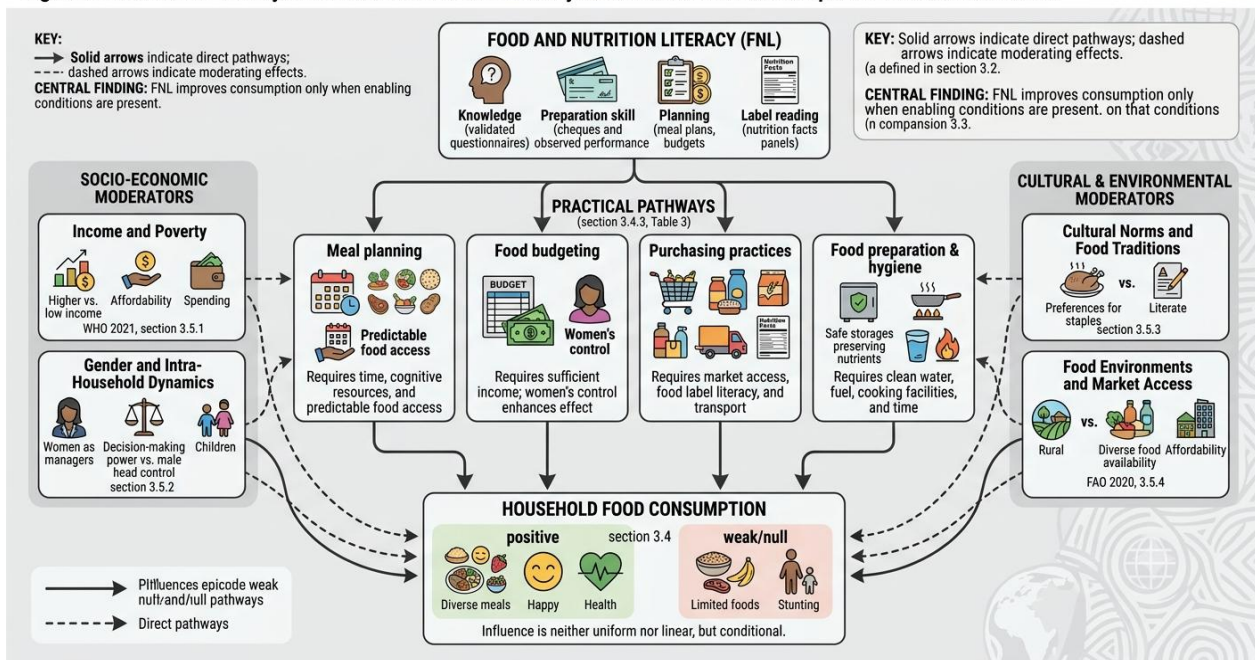 KEY:
Solid arrows indicate direct pathways;
dashed arrows indicate moderating effects.
CENTRAL FINDING: FNL improves consumption only when enabling
conditions are present.
FOOD AND NUTRITION LITERACY (FNL)
Knowledge
(validated
questionnaires)
Preparation skill
(cheques and
observed performance
Planning
(meal plans,
budgets
Nutrition
Facts
Label reading
(nutrition facts
panels)
KEY: Solid arrows indicate direct pathways; dashed
arrows indicate moderating effects.
(a defined in section 3.2.
CENTRAL FINDING: FNL improves consumption only
when enabling conditions are present. on that conditions
(n compansion 3.3.
SOCIO-ECONOMIC
MODERATORS
Income and Poverty
Higher vs.
low income
Affordability
Spending
WHO 2021, section 3.5.1
Gender and Intra-
Household Dynamics
Women as
managers
Decision-making
power vs. male
head control
Children
section 3.5.2
PRACTICAL PATHWAYS
(section 3.4.3, Table 3)
Meal planning
Predictable
food access
Requires time, cognitive
resources, and
predictable food access
Food budgeting
BUDGET
Women's
control
Requires sufficient
income; women's control
enhances effect
Purchasing practices
Nutrition
Facts
Requires market access,
food label literacy, and
transport
Food preparation &
hygiene
Safe storages
preserving
nutrients
Requires clean water,
fuel, cooking facilities,
and time
CULTURAL & ENVIRONMENTAL
MODERATORS
Cultural Norms and
Food Traditions
Preferences for
staples
vs.
Literate
section 3.5.3
Food Environments
and Market Access
Rural
vs.
Diverse food
availability
Affordability
FAO 2020, 3.5.4
HOUSEHOLD FOOD CONSUMPTION
positive
section 3.4
weak/null
Diverse meals
Happy
Health
Limited foods
Stunting
Influence is neither uniform nor linear, but conditional.
epicode weak
pathways
Direct pathways